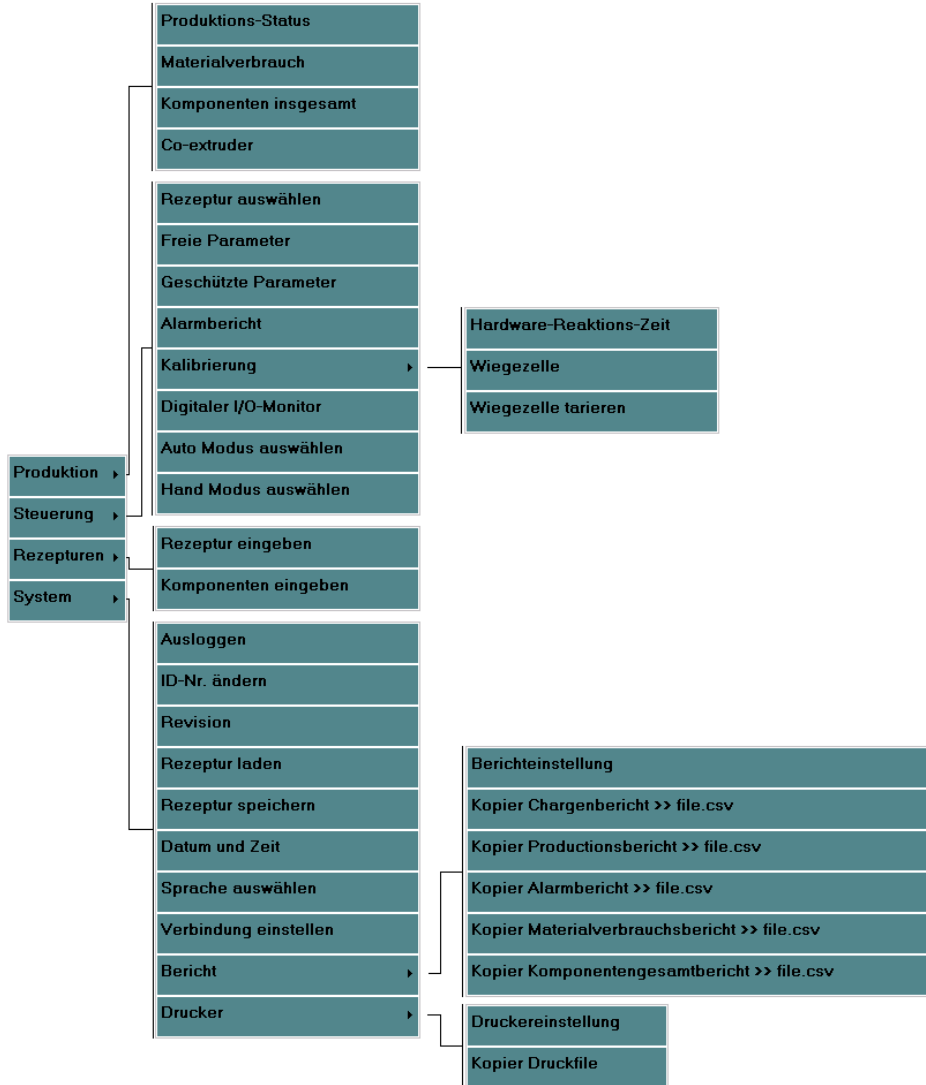 Produktions-Status
Materialverbrauch
Komponenten insgesamt
Co-extruder
Rezeptur auswählen
Freie Parameter
Geschützte Parameter
Alarmbericht
Kalibrierung
Digitaler I/O-Monitor
Auto Modus auswählen
Hand Modus auswählen
Hardware-Reaktions-Zeit
Wiegezelle
Wiegezelle tarieren
Produktion
Steuerung
Rezepturen
System
Rezeptur eingeben
Komponenten eingeben
Ausloggen
ID-Nr. ändern
Revision
Rezeptur laden
Rezeptur speichern
Datum und Zeit
Sprache auswählen
Verbindung einstellen
Bericht
Drucker
Berichteinstellung
Kopier Chargenbericht >> file.csv
Kopier Productionsbericht >> file.csv
Kopier Alarmbericht >> file.csv
Kopier Materialverbrauchsbericht >> file.csv
Kopier Komponentengesamtbericht >> file.csv
Druckereinstellung
Kopier Druckfile